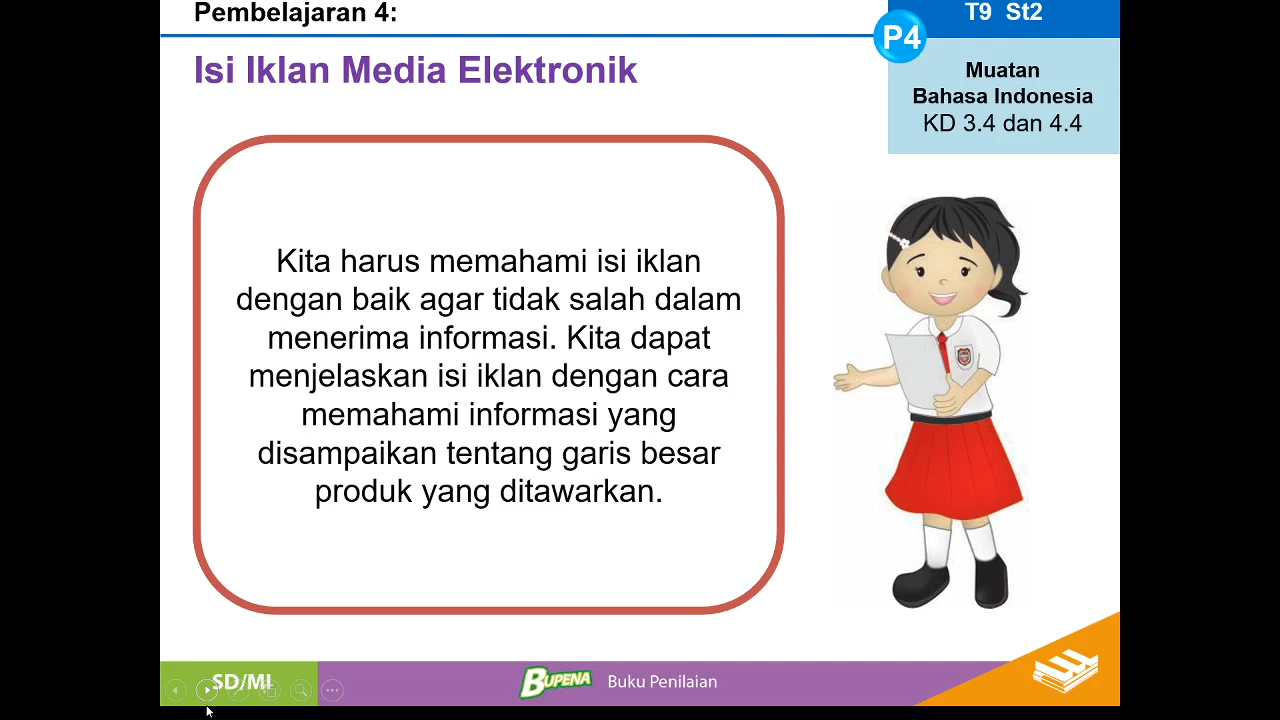 Pembelajaran 4:
T9 St2
P4
Isi Iklan Media Elektronik
Muatan
Bahasa Indonesia
KD 3.4 dan 4.4
Kita harus memahami isi iklan
dengan baik agar tidak salah dalam
menerima informasi. Kita dapat
menjelaskan isi iklan dengan cara
memahami informasi yang
disampaikan tentang garis besar
produk yang ditawarkan.
SD/MI
BUPENA
Buku Penilaian